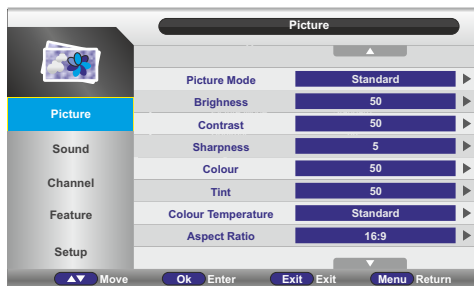 Picture
Picture
Sound
Channel
Feature
Setup
Picture Mode Standard
Brighness 50
Contrast 50
Sharpness 5
Colour 50
Tint 50
Colour Temperature Standard
Aspect Ratio 16:9
▲▼ Move Ok Enter Exit Exit Menu Return